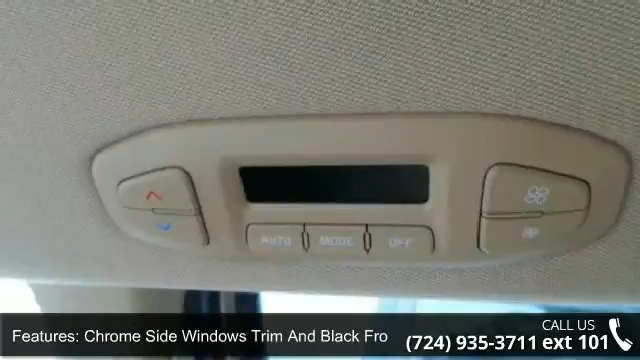 AUTO MODE OFF
CALL US
Features: Chrome Side Windows Trim And Black Fro
(724) 935-3711 ext 101